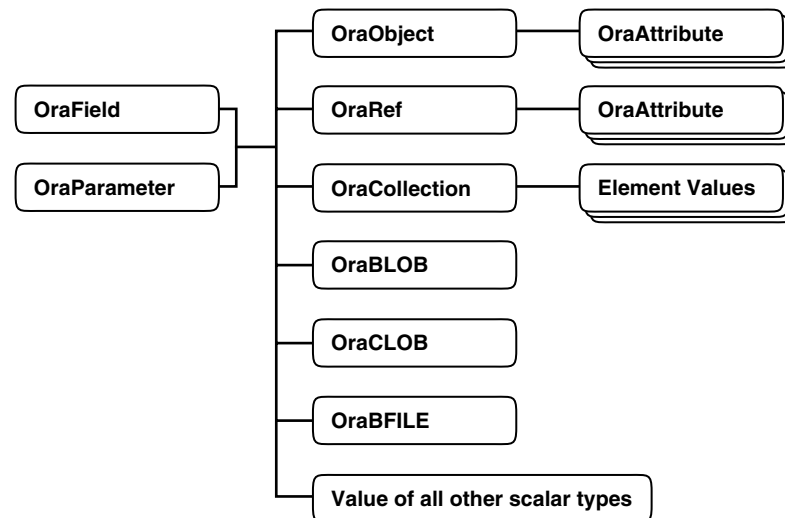 OraField
OraParameter
OraObject
OraAttribute
OraRef
OraAttribute
OraCollection
Element Values
OraBLOB
OraCLOB
OraBFILE
Value of all other scalar types